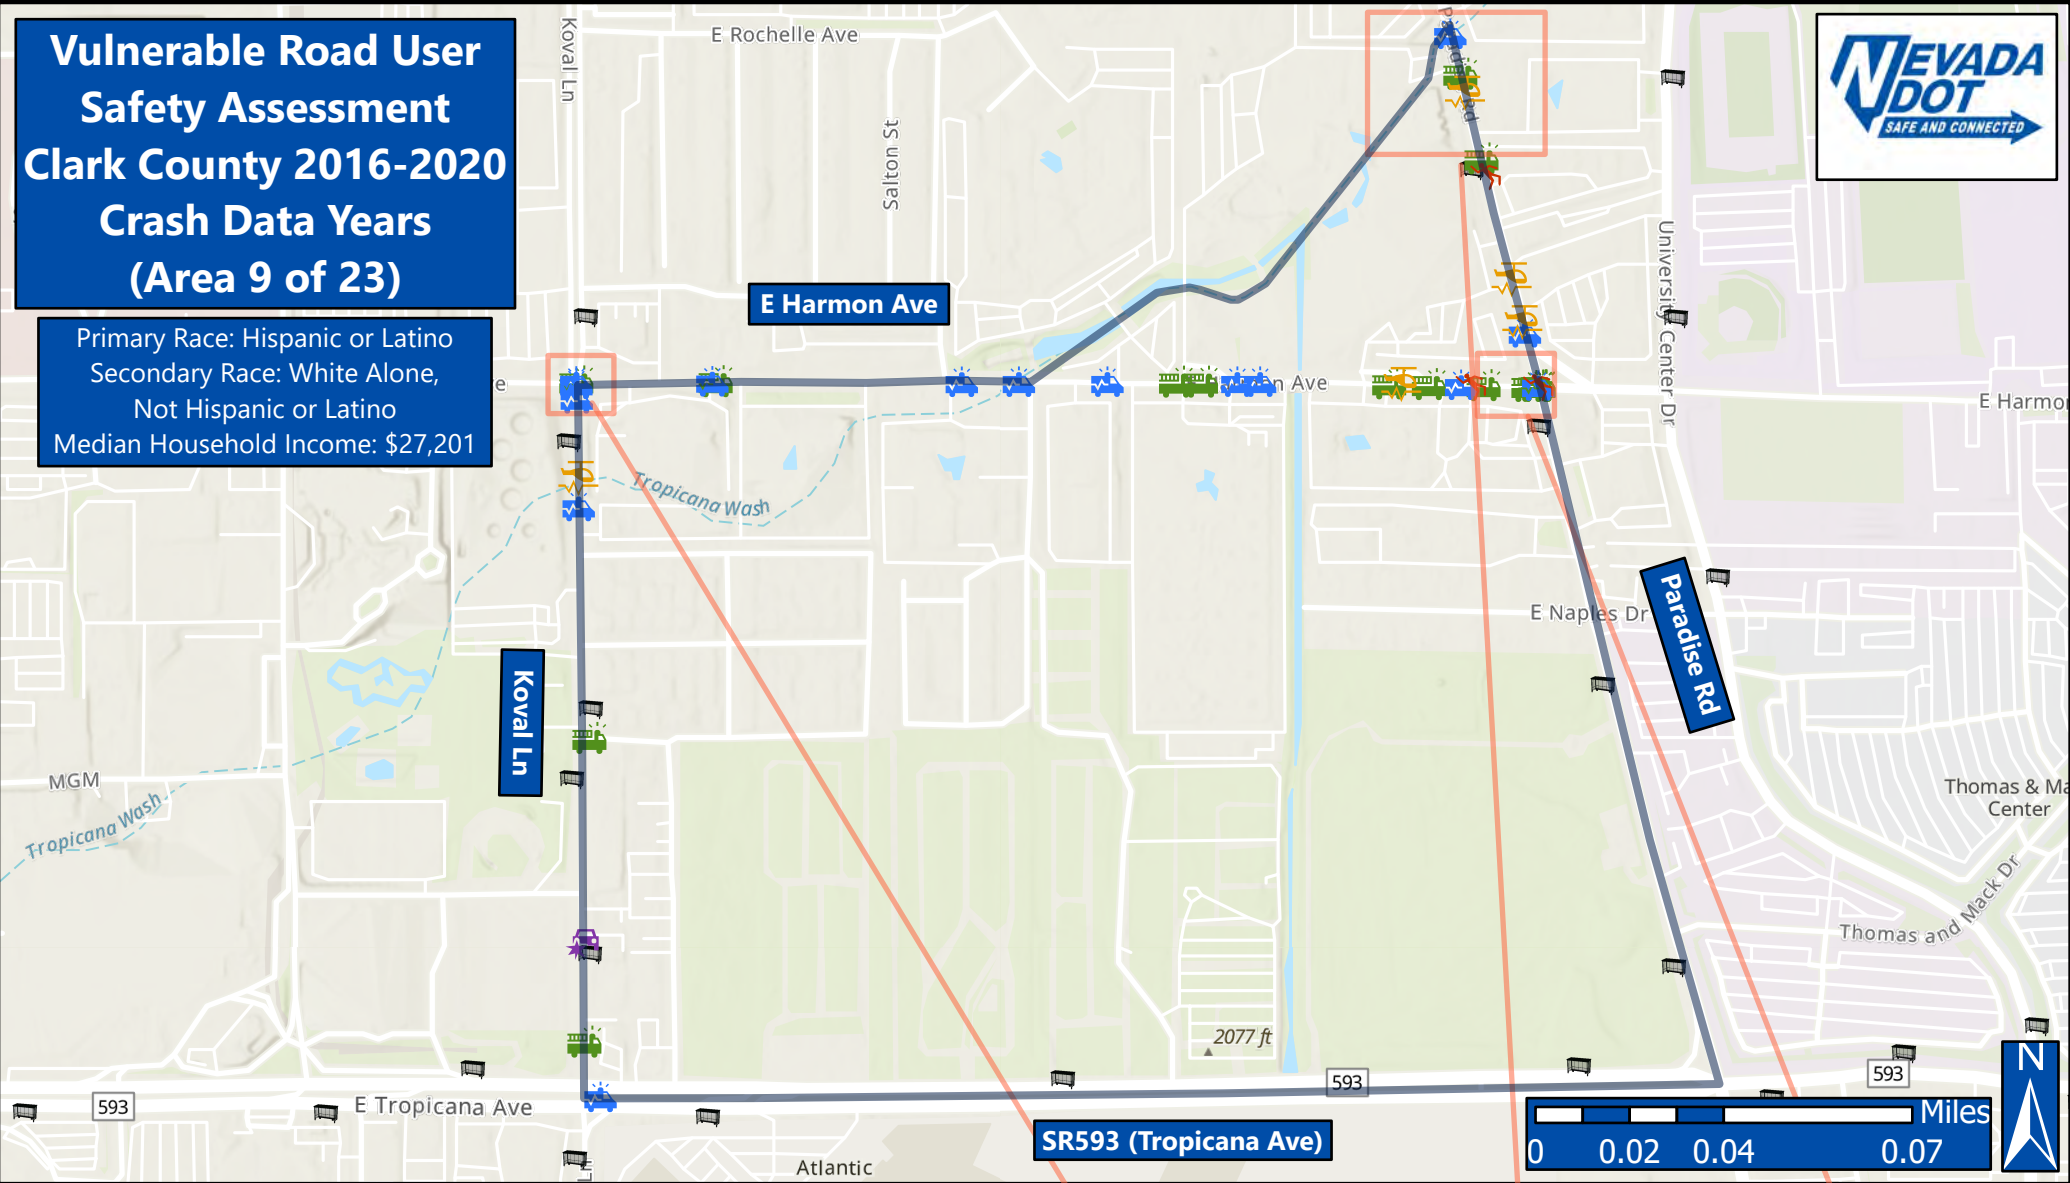 Vulnerable Road User
Safety Assessment
Clark County 2016-2020
Crash Data Years
(Area 9 of 23)
Primary Race: Hispanic or Latino
Secondary Race: White Alone,
Not Hispanic or Latino
Median Household Income: $27,201
NEVADA
DOT
SAFE AND CONNECTED
Koval Ln
E Rochelle Ave
Salton St
University Center Dr
E Harmon Ave
Ave
E Harmo
Tropicana Wash
E Naples Dr
Paradise Rd
Koval Ln
MGM
Tropicana Wash
Thomas & Ma
Center
Thomas and Mack Dr
2077 ft
593
593
593
E Tropicana Ave
SR593 (Tropicana Ave)
Atlantic
Ln
N
Miles
0 0.02 0.04 0.07